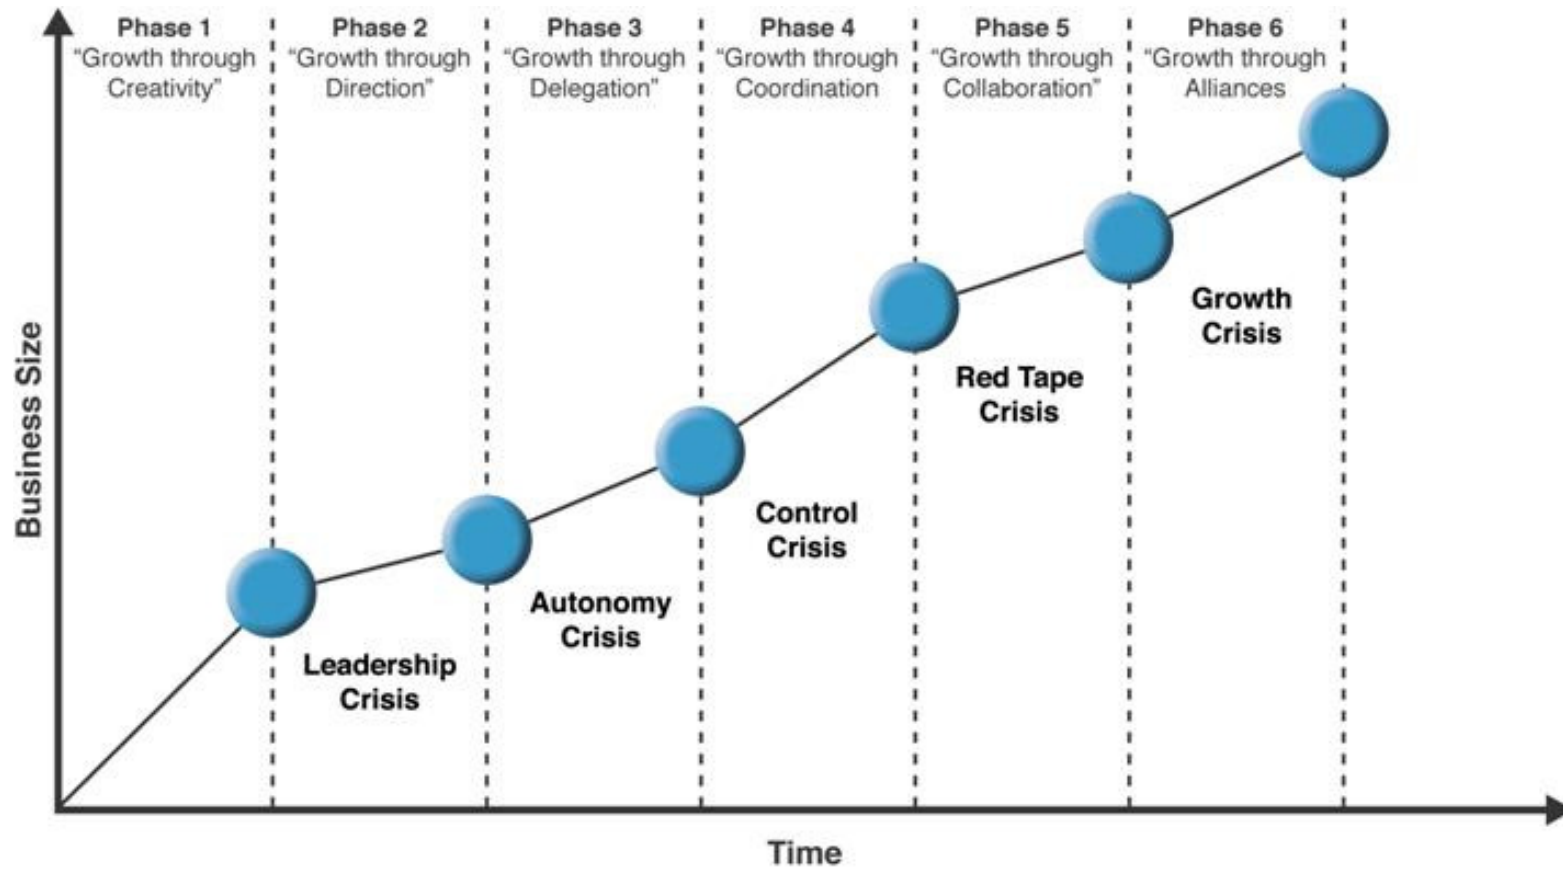 Phase 1
“Growth through
Creativity”
Phase 2
“Growth through
Direction”
Phase 3
“Growth through
Delegation”
Phase 4
“Growth through
Coordination
Phase 5
“Growth through
Collaboration”
Phase 6
“Growth through
Alliances
Growth
Crisis
Red Tape
Crisis
Control
Crisis
Autonomy
Crisis
Leadership
Crisis
Business Size
Time